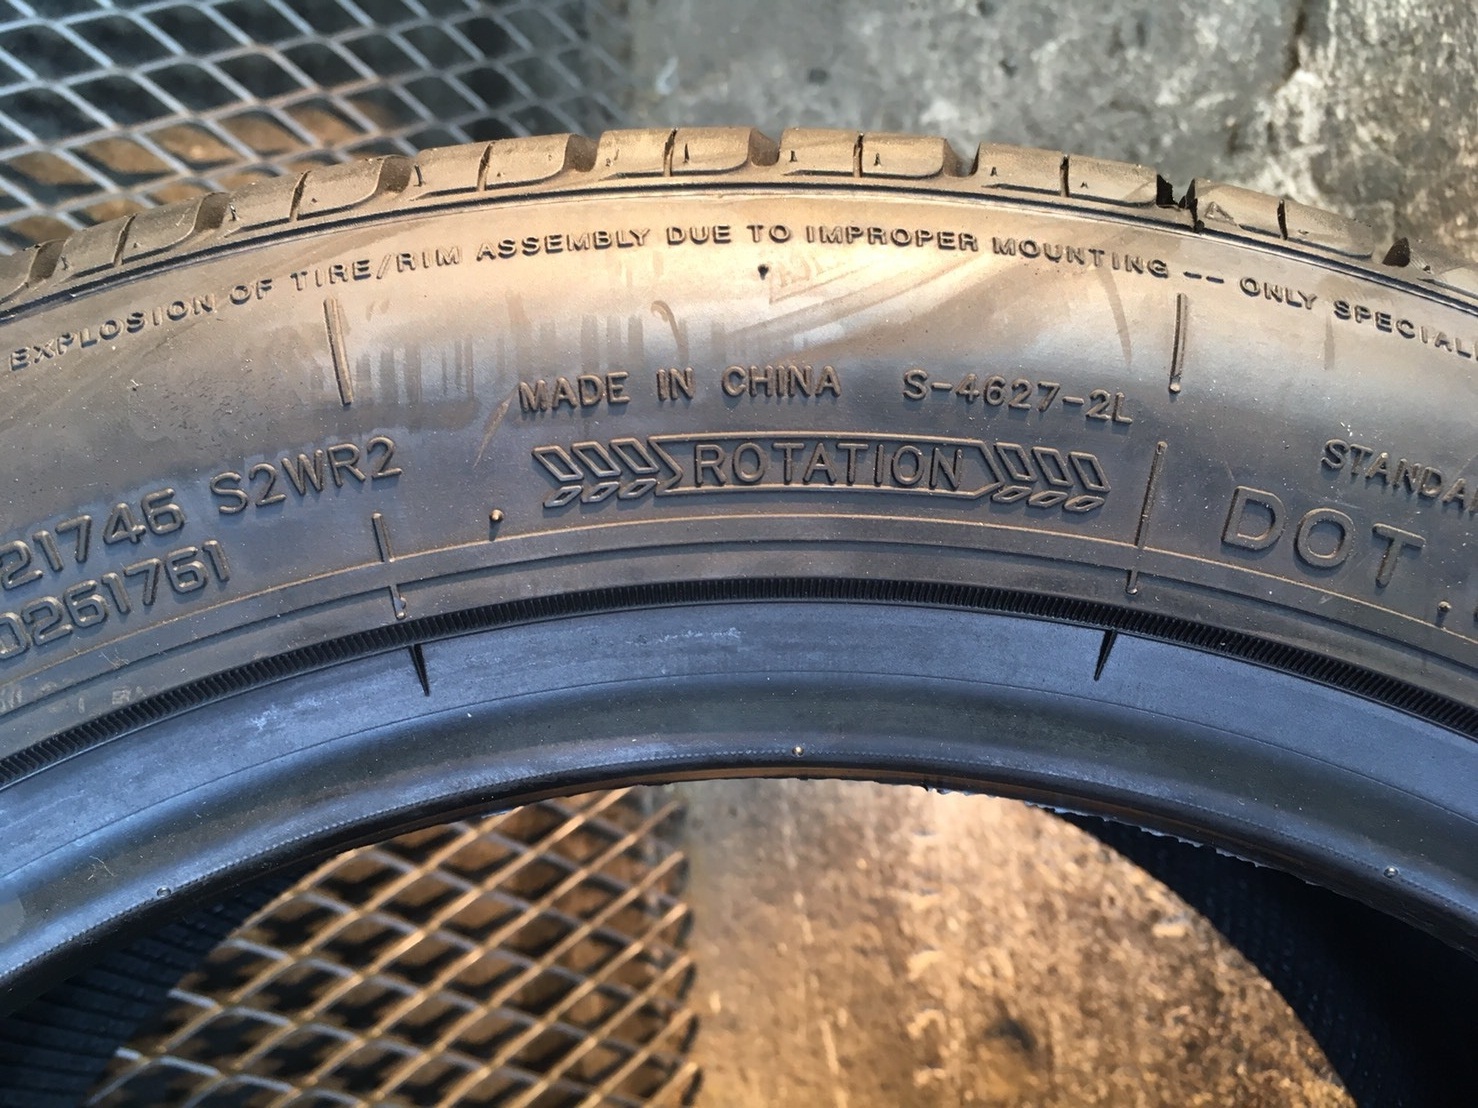 EXPLOSION OF TIRE/RIM ASSEMBLY DUE TO IMPROPER MOUNTING -- ONLY SPECIAL
MADE IN CHINA S-4627-2L
ROTATION
21746 S2WR2
0261761
STANDA
DOT